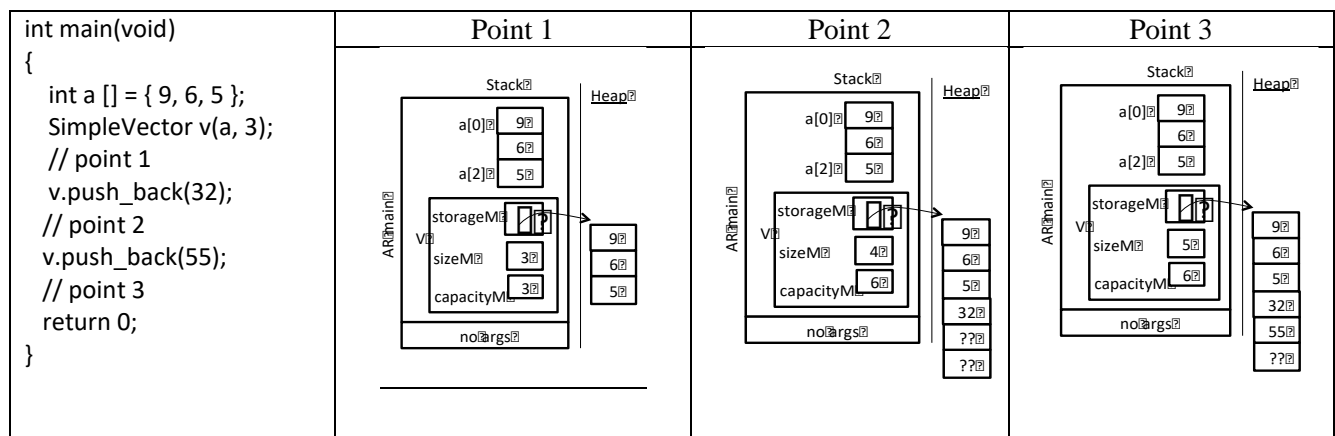 int main(void)
{
int a [] = { 9, 6, 5 };
SimpleVector v(a, 3);
// point 1
v.push_back(32);
// point 2
v.push_back(55);
// point 3
return 0;
}
Point 1
Stack
Heap
a[0] 9
6
a[2] 5
AR main
V
storageM ?
sizeM 3
capacityM 3
no args
9
6
5
Point 2
Stack
Heap
a[0] 9
6
a[2] 5
AR main
V
storageM ?
sizeM 4
capacityM 6
no args
9
6
5
32
??
??
Point 3
Stack
Heap
a[0] 9
6
a[2] 5
AR main
V
storageM ?
sizeM 5
capacityM 6
no args
9
6
5
32
55
??